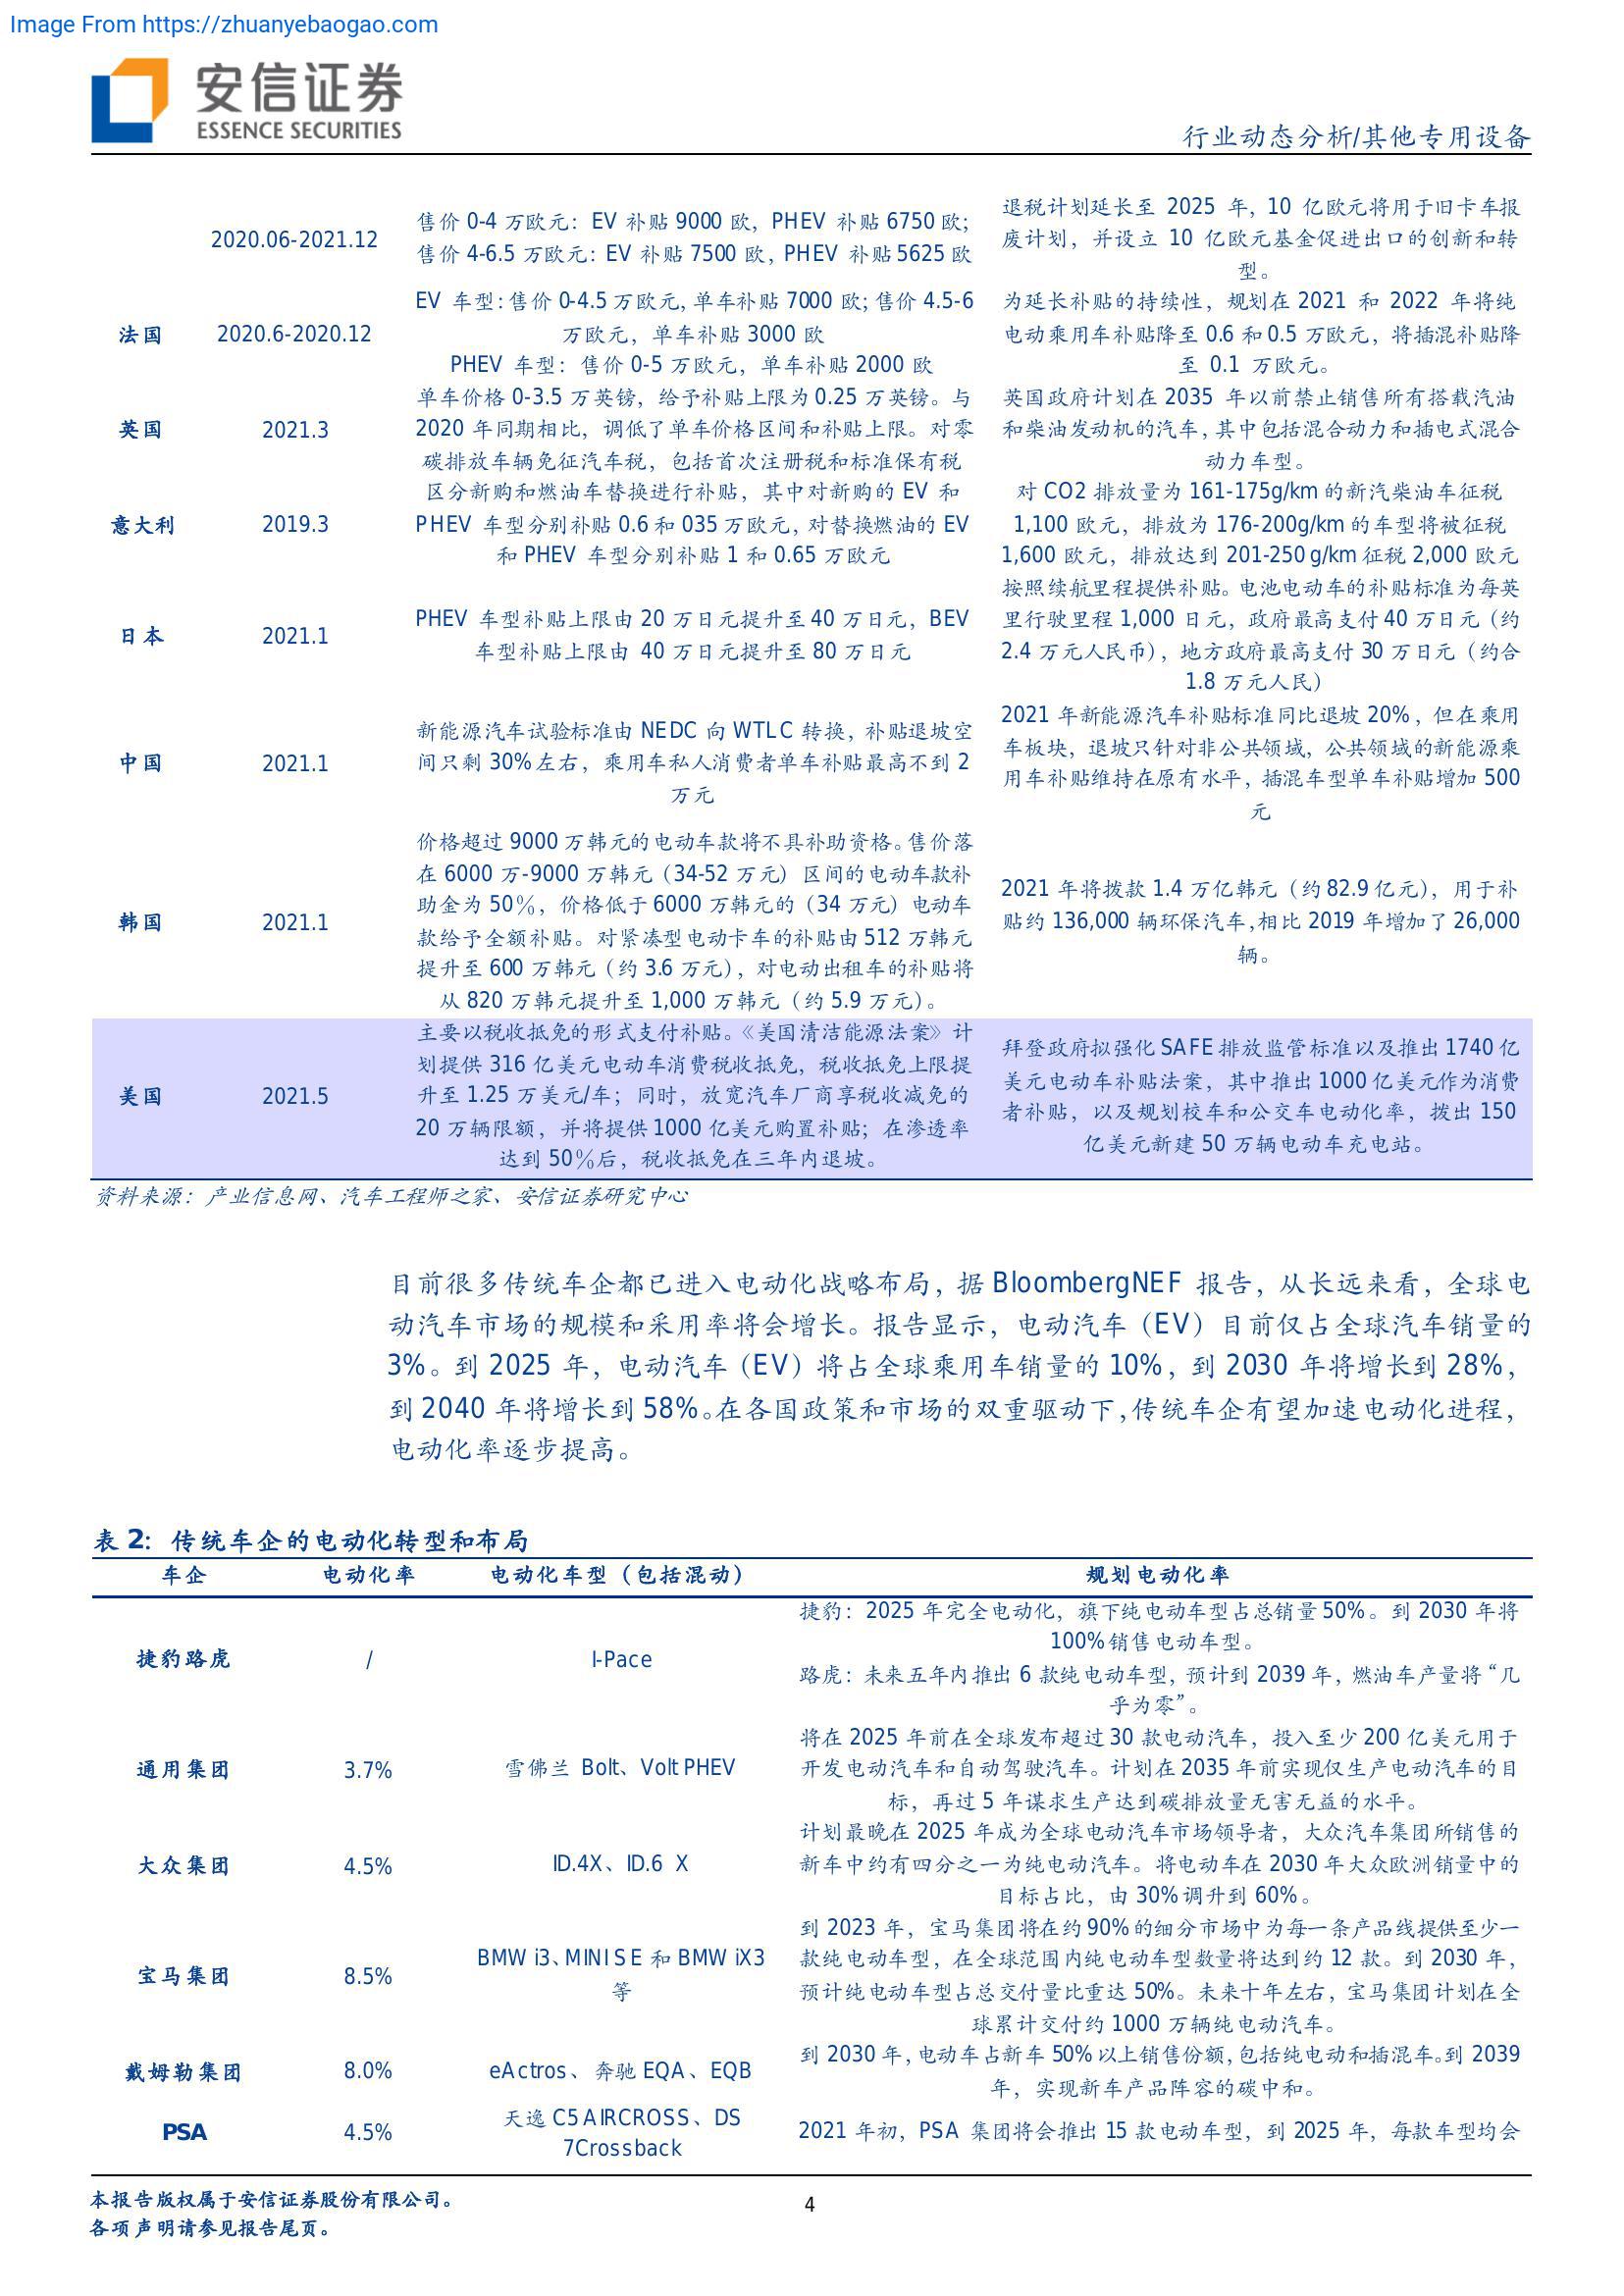 Image From https://zhuanyebaogao.com
安信证券
ESSENCE SECURITIES
行业动态分析/其他专用设备
2020.06-2021.12
售价 0-4 万欧元：EV 补贴 9000 欧，PHEV 补贴 6750 欧；
售价 4-6.5 万欧元：EV 补贴 7500 欧，PHEV 补贴 5625 欧
退税计划延长至 2025 年，10 亿欧元将用于旧卡车报
废计划，并设立 10 亿欧元基金促进出口的创新和转
型。
法国
2020.6-2020.12
EV 车型：售价 0-4.5 万欧元，单车补贴 7000 欧；售价 4.5-6
万欧元，单车补贴 3000 欧
PHEV 车型：售价 0-5 万欧元，单车补贴 2000 欧
为延长补贴的持续性，规划在 2021 和 2022 年将纯
电动乘用车补贴降至 0.6 和 0.5 万欧元，将插混补贴降
至 0.1 万欧元。
英国
2021.3
单车价格 0-3.5 万英镑，给予补贴上限为 0.25 万英镑。与
2020 年同期相比，调低了单车价格区间和补贴上限。对零
碳排放车辆免征汽车税，包括首次注册税和标准保有税
英国政府计划在 2035 年以前禁止销售所有搭载汽油
和柴油发动机的汽车，其中包括混合动力和插电式混合
动力车型。
意大利
2019.3
区分新购和燃油车替换进行补贴，其中对新购的 EV 和
PHEV 车型分别补贴 0.6 和 035 万欧元，对替换燃油的 EV
和 PHEV 车型分别补贴 1 和 0.65 万欧元
对 CO2 排放量为 161-175g/km 的新汽柴油车征税
1,100 欧元，排放为 176-200g/km 的车型将被征税
1,600 欧元，排放达到 201-250 g/km 征税 2,000 欧元
日本
2021.1
PHEV 车型补贴上限由 20 万日元提升至 40 万日元，BEV
车型补贴上限由 40 万日元提升至 80 万日元
按照续航里程提供补贴。电池电动车的补贴标准为每英
里行驶里程 1,000 日元，政府最高支付 40 万日元（约
2.4 万元人民币），地方政府最高支付 30 万日元（约合
1.8 万元人民）
中国
2021.1
新能源汽车试验标准由 NEDC 向 WTLC 转换，补贴退坡空
间只剩 30%左右，乘用车私人消费者单车补贴最高不到 2
万元
2021 年新能源汽车补贴标准同比退坡 20%，但在乘用
车板块，退坡只针对非公共领域，公共领域的新能源乘
用车补贴维持在原有水平，插混车型单车补贴增加 500
元
韩国
2021.1
价格超过 9000 万韩元的电动车款将不具补助资格。售价落
在 6000 万-9000 万韩元（34-52 万元）区间的电动车款补
助金为 50%，价格低于 6000 万韩元的（34 万元）电动车
款给予全额补贴。对紧凑型电动卡车的补贴由 512 万韩元
提升至 600 万韩元（约 3.6 万元），对电动出租车的补贴将
从 820 万韩元提升至 1,000 万韩元（约 5.9 万元）。
2021 年将拨款 1.4 万亿韩元（约 82.9 亿元），用于补
贴约 136,000 辆环保汽车，相比 2019 年增加了 26,000
辆。
美国
2021.5
主要以税收抵免的形式支付补贴。《美国清洁能源法案》计
划提供 316 亿美元电动车消费税收抵免，税收抵免上限提
升至 1.25 万美元/车；同时，放宽汽车厂商享税收减免的
20 万辆限额，并将提供 1000 亿美元购置补贴；在渗透率
达到 50%后，税收抵免在三年内退坡。
拜登政府拟强化 SAFE 排放监管标准以及推出 1740 亿
美元电动车补贴法案，其中推出 1000 亿美元作为消费
者补贴，以及规划校车和公交车电动化率，拨出 150
亿美元新建 50 万辆电动车充电站。
资料来源：产业信息网、汽车工程师之家、安信证券研究中心
目前很多传统车企都已进入电动化战略布局，据 BloombergNEF 报告，从长远来看，全球电
动汽车市场的规模和采用率将会增长。报告显示，电动汽车（EV）目前仅占全球汽车销量的
3%。到 2025 年，电动汽车（EV）将占全球乘用车销量的 10%，到 2030 年将增长到 28%，
到 2040 年将增长到 58%。在各国政策和市场的双重驱动下，传统车企有望加速电动化进程，
电动化率逐步提高。
表 2：传统车企的电动化转型和布局
车企 电动化率 电动化车型（包括混动） 规划电动化率
捷豹路虎
/
I-Pace
捷豹：2025 年完全电动化，旗下纯电动车型占总销量 50%。到 2030 年将
100%销售电动车型。
路虎：未来五年内推出 6 款纯电动车型，预计到 2039 年，燃油车产量将“几
乎为零”。
通用集团
3.7%
雪佛兰 Bolt、Volt PHEV
将在 2025 年前在全球发布超过 30 款电动汽车，投入至少 200 亿美元用于
开发电动汽车和自动驾驶汽车。计划在 2035 年前实现仅生产电动汽车的目
标，再过 5 年谋求生产达到碳排放量无害无益的水平。
大众集团
4.5%
ID.4X、ID.6 X
计划最晚在 2025 年成为全球电动汽车市场领导者，大众汽车集团所销售的
新车中约有四分之一为纯电动汽车。将电动车在 2030 年大众欧洲销量中的
目标占比，由 30%调升到 60%。
宝马集团
8.5%
BMW i3、MINI S E 和 BMW iX3
等
到 2023 年，宝马集团将在约 90%的细分市场中为每一条产品线提供至少一
款纯电动车型，在全球范围内纯电动车型数量将达到约 12 款。到 2030 年，
预计纯电动车型占总交付量比重达 50%。未来十年左右，宝马集团计划在全
球累计交付约 1000 万辆纯电动汽车。
戴姆勒集团
8.0%
eActros、奔驰 EQA、EQB
到 2030 年，电动车占新车 50%以上销售份额，包括纯电动和插混车。到 2039
年，实现新车产品阵容的碳中和。
PSA
4.5%
天逸 C5 AIRCROSS、DS
7Crossback
2021 年初，PSA 集团将会推出 15 款电动车型，到 2025 年，每款车型均会
本报告版权属于安信证券股份有限公司。
各项声明请参见报告尾页。
4